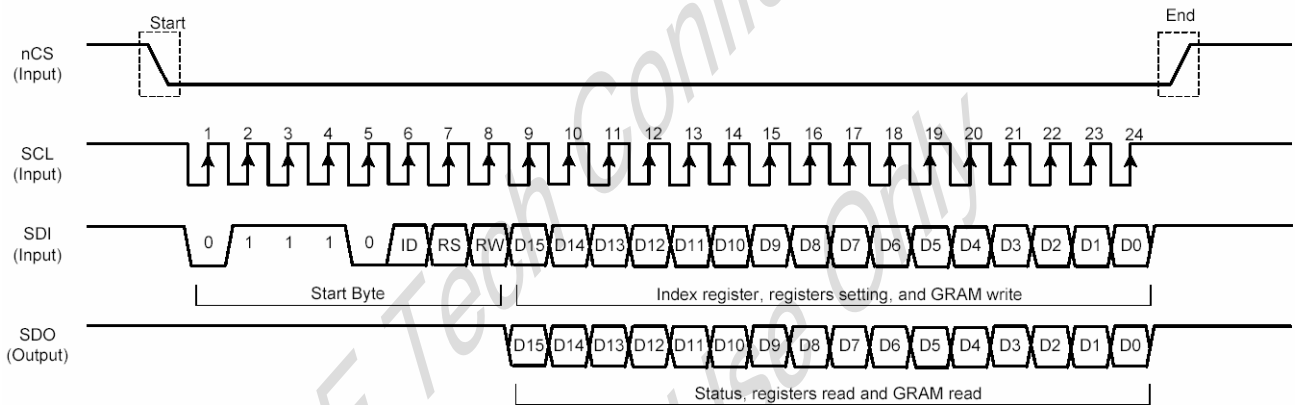 Start
End
nCS
(Input)
1 2 3 4 5 6 7 8 9 10 11 12 13 14 15 16 17 18 19 20 21 22 23 24
SCL
(Input)
SDI
(Input)
0 1 1 1 0 ID RS RW D15 D14 D13 D12 D11 D10 D9 D8 D7 D6 D5 D4 D3 D2 D1 D0
Start Byte
Index register, registers setting, and GRAM write
SDO
(Output)
D15 D14 D13 D12 D11 D10 D9 D8 D7 D6 D5 D4 D3 D2 D1 D0
Status, registers read and GRAM read
Tech
Use Only